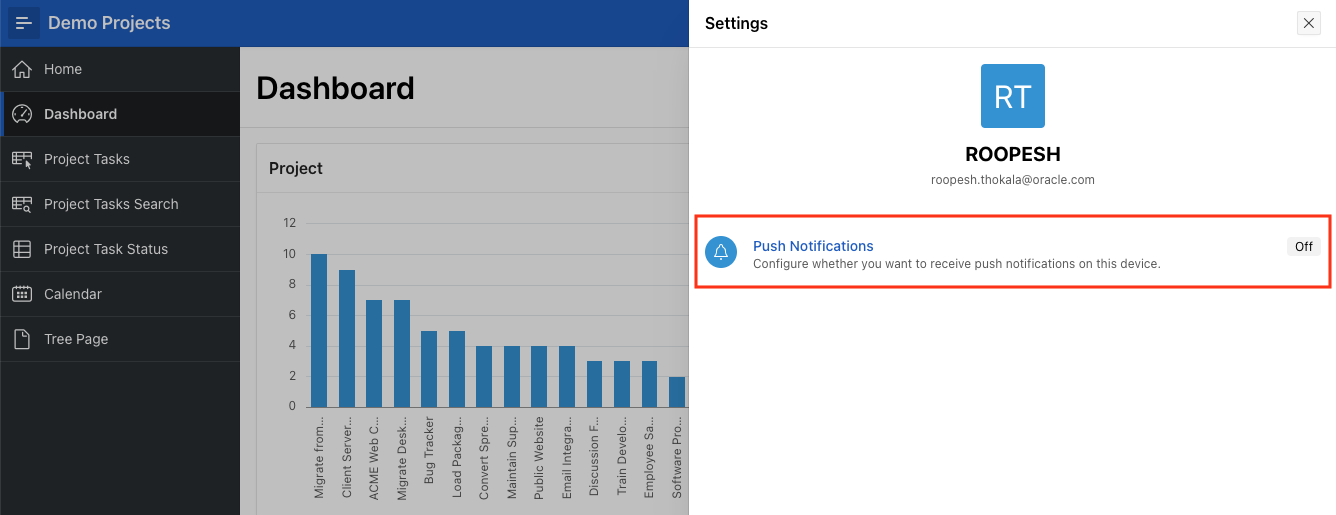 Demo Projects
Home
Dashboard
Project Tasks
Project Tasks Search
Project Task Status
Calendar
Tree Page
Dashboard
Project
12
10
8
6
4
2
0
Migrate from...
Client Server...
ACME Web C...
Migrate Desk...
Bug Tracker
Load Packag...
Convert Spre...
Maintain Sup...
Public Website
Email Integra...
Discussion F...
Train Develo...
Employee Sa...
Software Pro...
Settings
RT
ROOPESH
roopesh.thokala@oracle.com
Push Notifications
Off
Configure whether you want to receive push notifications on this device.